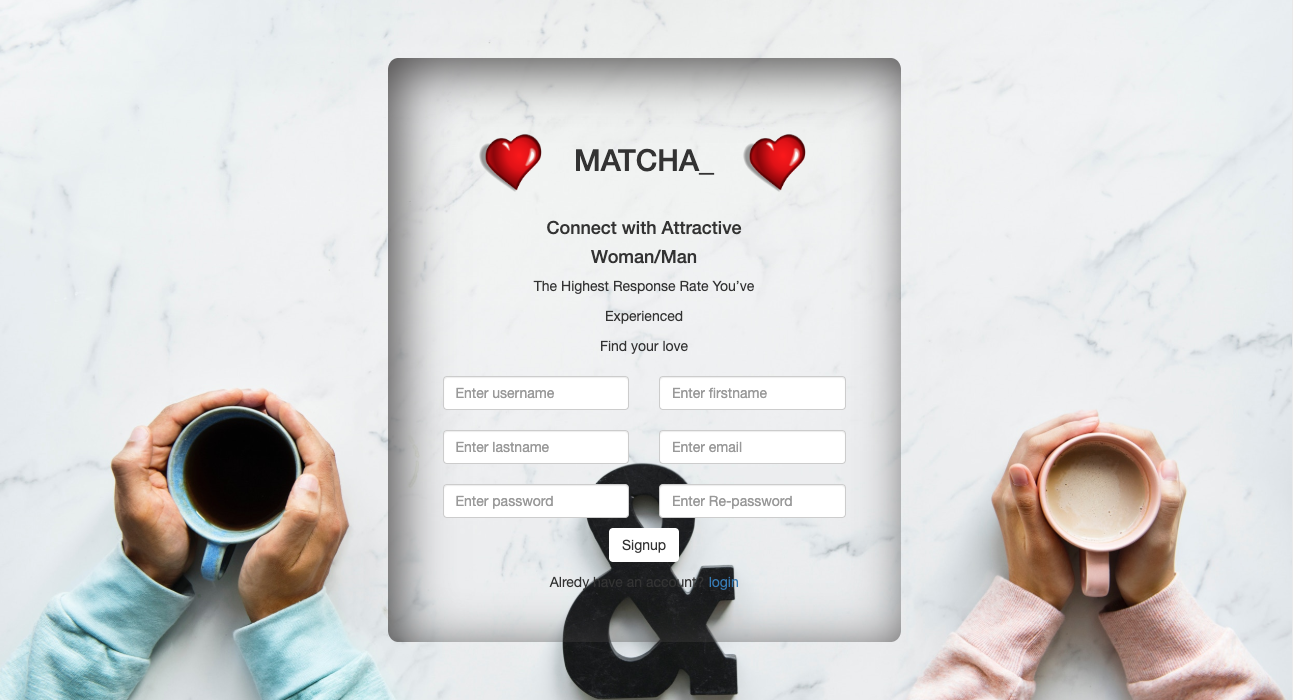 MATCHA_
Connect with Attractive
Woman/Man
The Highest Response Rate You've
Experienced
Find your love
Enter username Enter firstname
Enter lastname Enter email
Enter password Enter Re-password
Signup
Alredy have an account? login
&